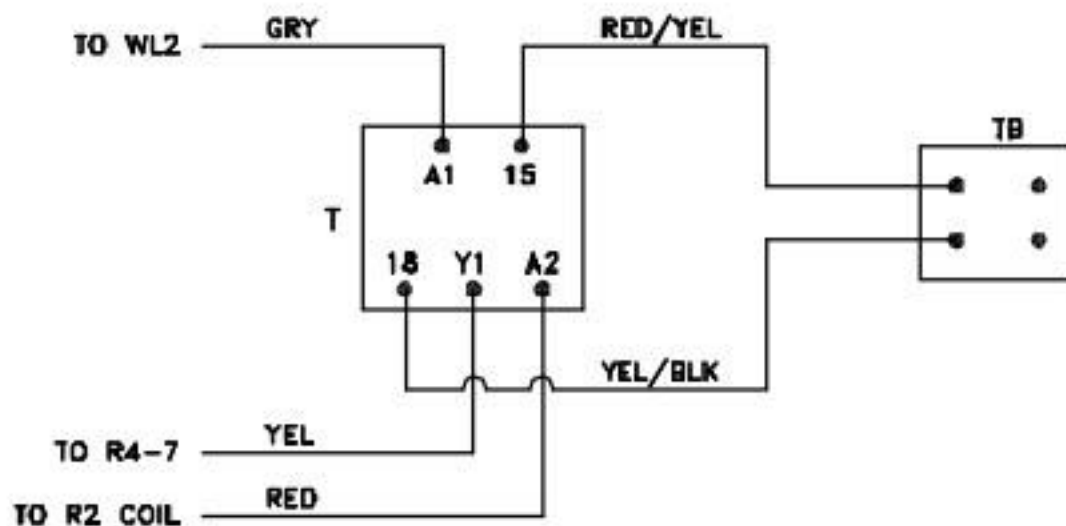 GRY
TO WL2
RED/YEL
TB
A1 15
T
18 Y1 A2
YEL/BLK
YEL
TO R4-7
RED
TO R2 COIL